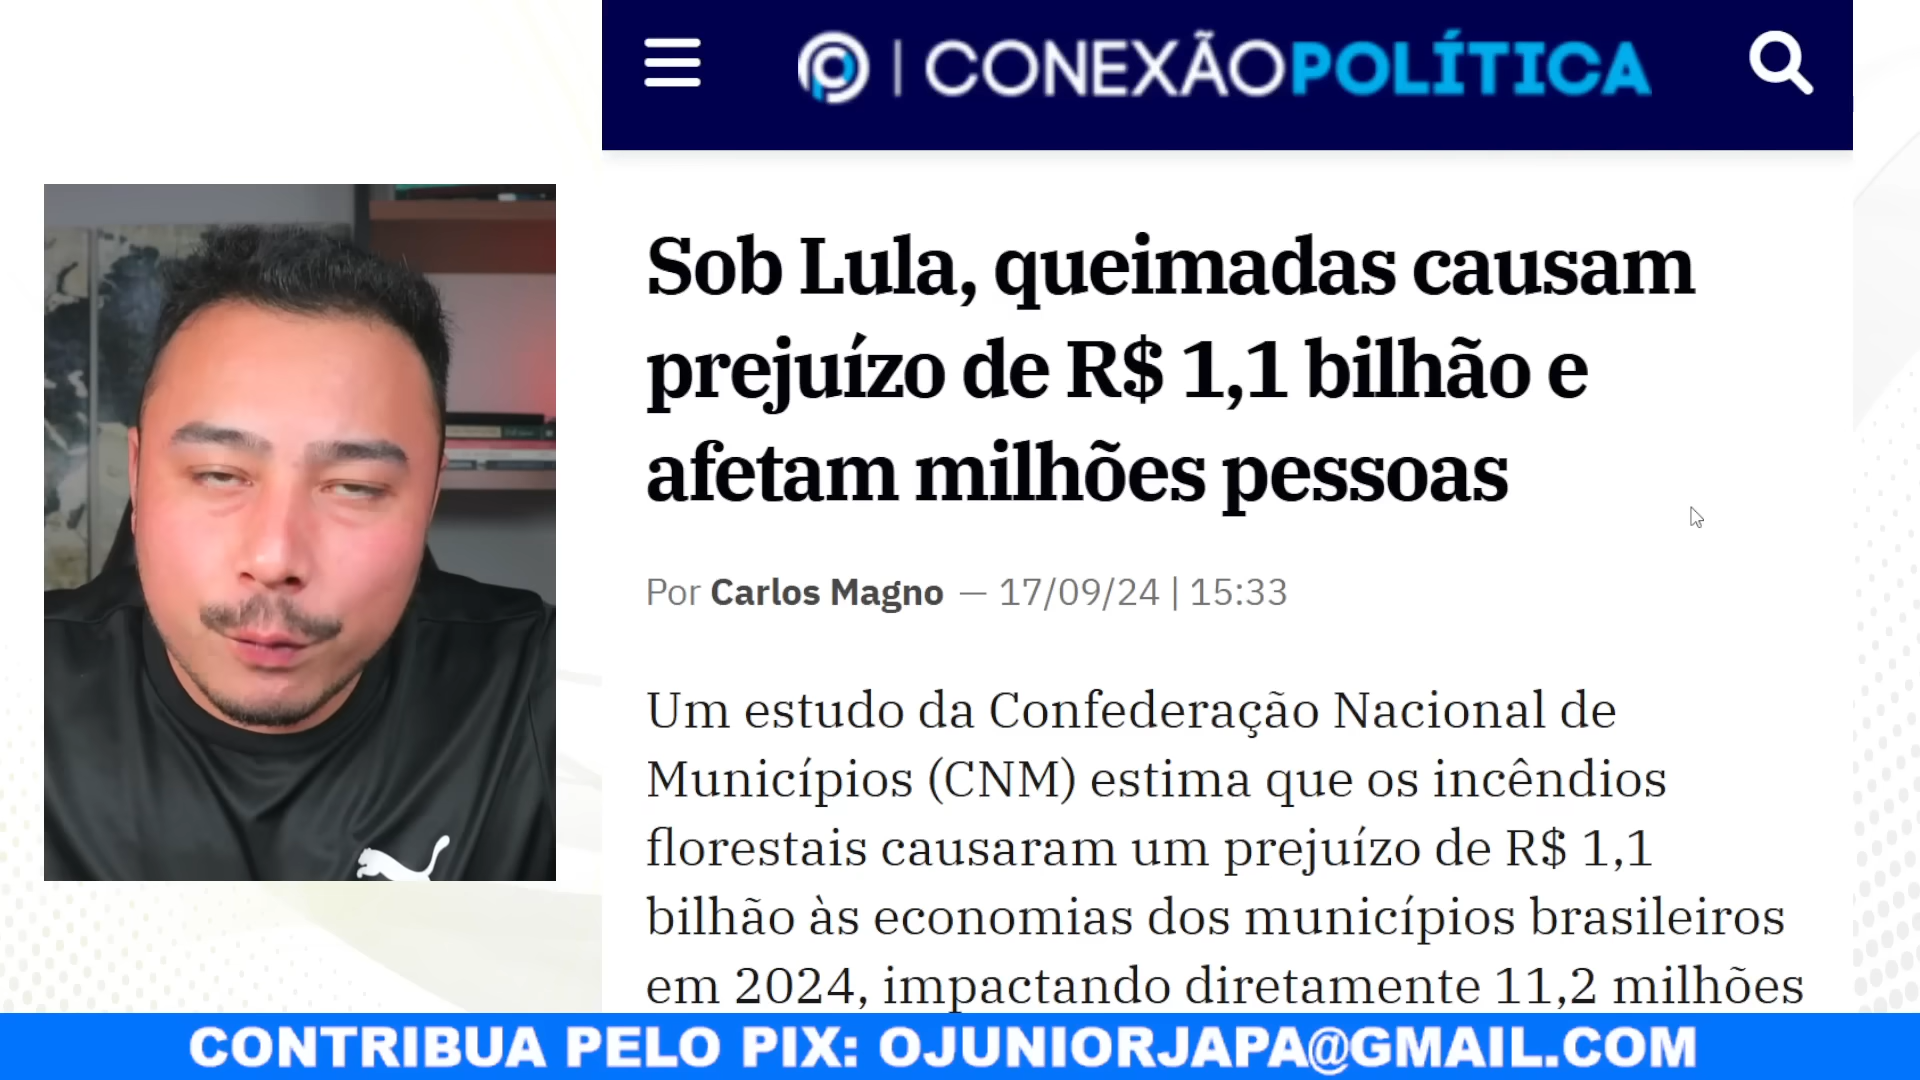 CONEXÃOPOLÍTICA
Sob Lula, queimadas causam
prejuízo de R$ 1,1 bilhão e
afetam milhões pessoas
Por Carlos Magno — 17/09/24 | 15:33
Um estudo da Confederação Nacional de
Municípios (CNM) estima que os incêndios
florestais causaram um prejuízo de R$ 1,1
bilhão às economias dos municípios brasileiros
em 2024, impactando diretamente 11,2 milhões
CONTRIBUA PELO PIX: OJUNIORJAPA@GMAIL.COM